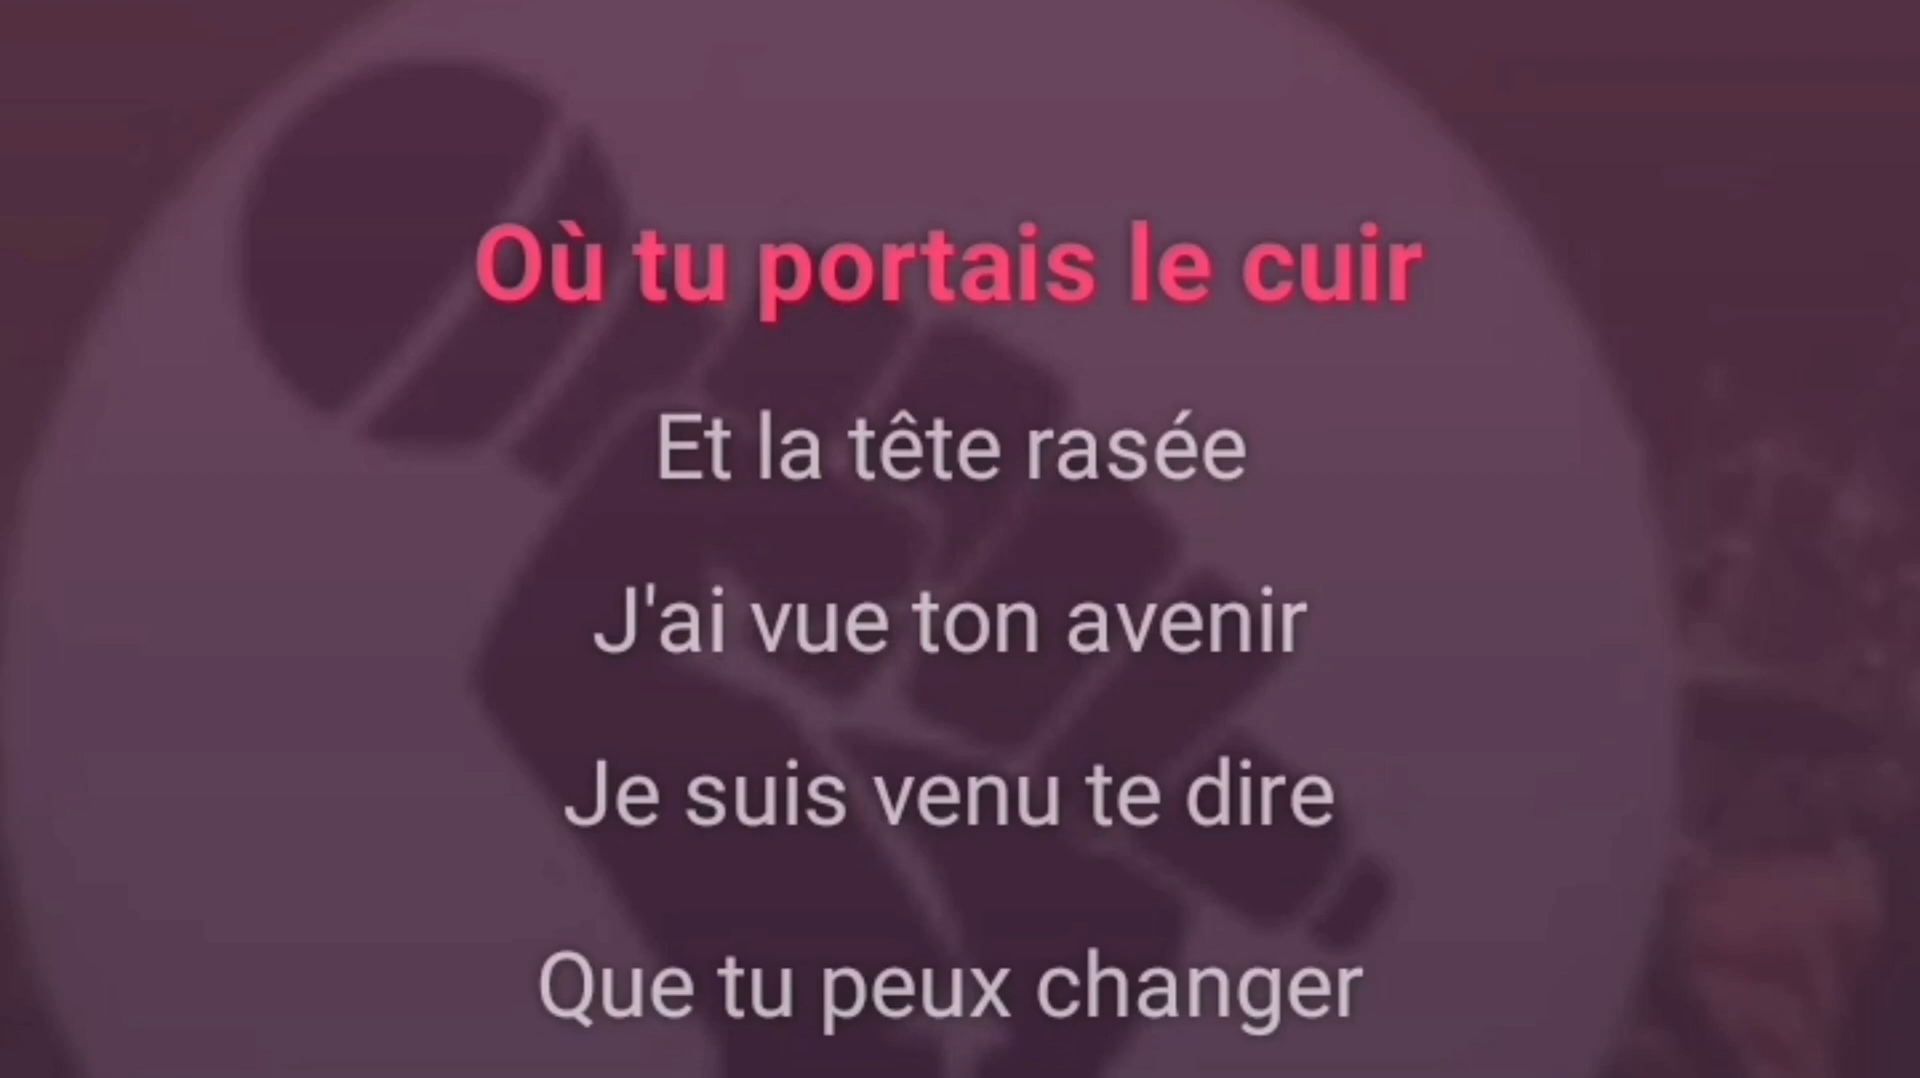 Où tu portais le cuir
Et la tête rasée
J'ai vue ton avenir
Je suis venu te dire
Que tu peux changer